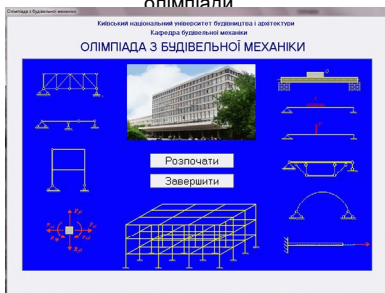 олімпіади
Олімпіада з будівельної механіки
Київський національний університет будівництва і архітектури
Кафедра будівельної механіки
ОЛІМПІАДА З БУДІВЕЛЬНОЇ МЕХАНІКИ
Розпочати
Завершити